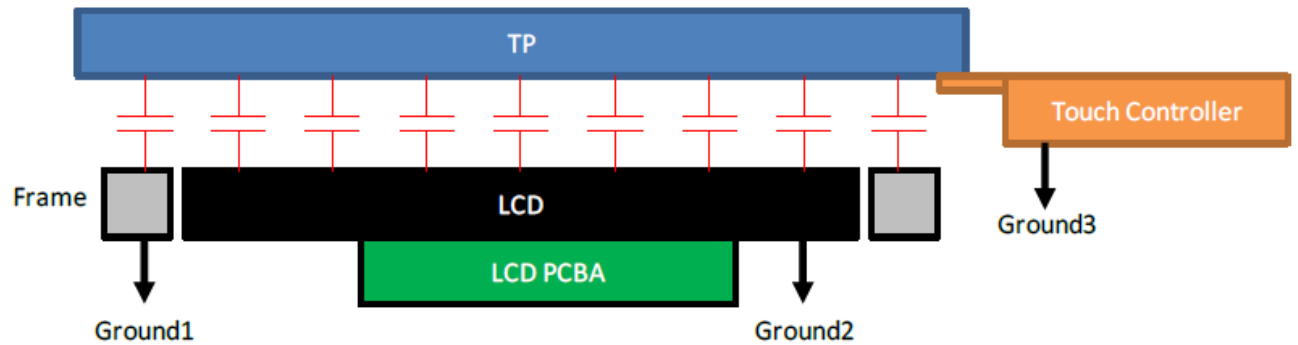 TP
Touch Controller
Frame
LCD
Ground3
LCD PCBA
Ground1
Ground2